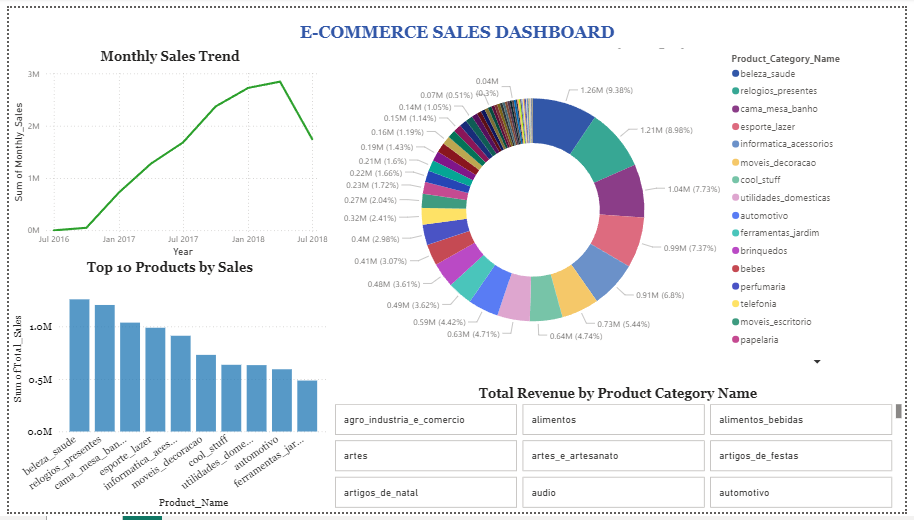 E-COMMERCE SALES DASHBOARD
Monthly Sales Trend
Sum of Monthly_Sales
3M
2M
1M
0M
Jul 2016
Jan 2017
Jul 2017
Jan 2018
Jul 2018
Year
Top 10 Products by Sales
Sum of Total_Sales
1.0M
0.5M
0.0M
beleza_saude
relogios_presentes
cama_mesa_ban...
esporte_lazer
informatica_aces...
moveis_decoracao
cool_stuff
utilidades_dome...
automotivo
ferramentas_jar...
Product_Name
1.26M (9.38%)
1.21M (8.98%)
1.04M (7.73%)
0.99M (7.37%)
0.91M (6.8%)
0.73M (5.44%)
0.64M (4.74%)
0.63M (4.71%)
0.59M (4.42%)
0.49M (3.62%)
0.48M (3.61%)
0.41M (3.07%)
0.4M (2.98%)
0.32M (2.41%)
0.27M (2.04%)
0.23M (1.72%)
0.22M (1.66%)
0.21M (1.6%)
0.19M (1.43%)
0.16M (1.19%)
0.15M (1.14%)
0.14M (1.05%)
0.07M (0.51%)
0.04M
(0.3%)
Product_Category_Name
beleza_saude
relogios_presentes
cama_mesa_banho
esporte_lazer
informatica_acessorios
moveis_decoracao
cool_stuff
utilidades_domesticas
automotivo
ferramentas_jardim
brinquedos
bebes
perfumaria
telefonia
moveis_escritorio
papelaria
Total Revenue by Product Category Name
agro_industria_e_comercio
alimentos
alimentos_bebidas
artes
artes_e_artesanato
artigos_de_festas
artigos_de_natal
audio
automotivo